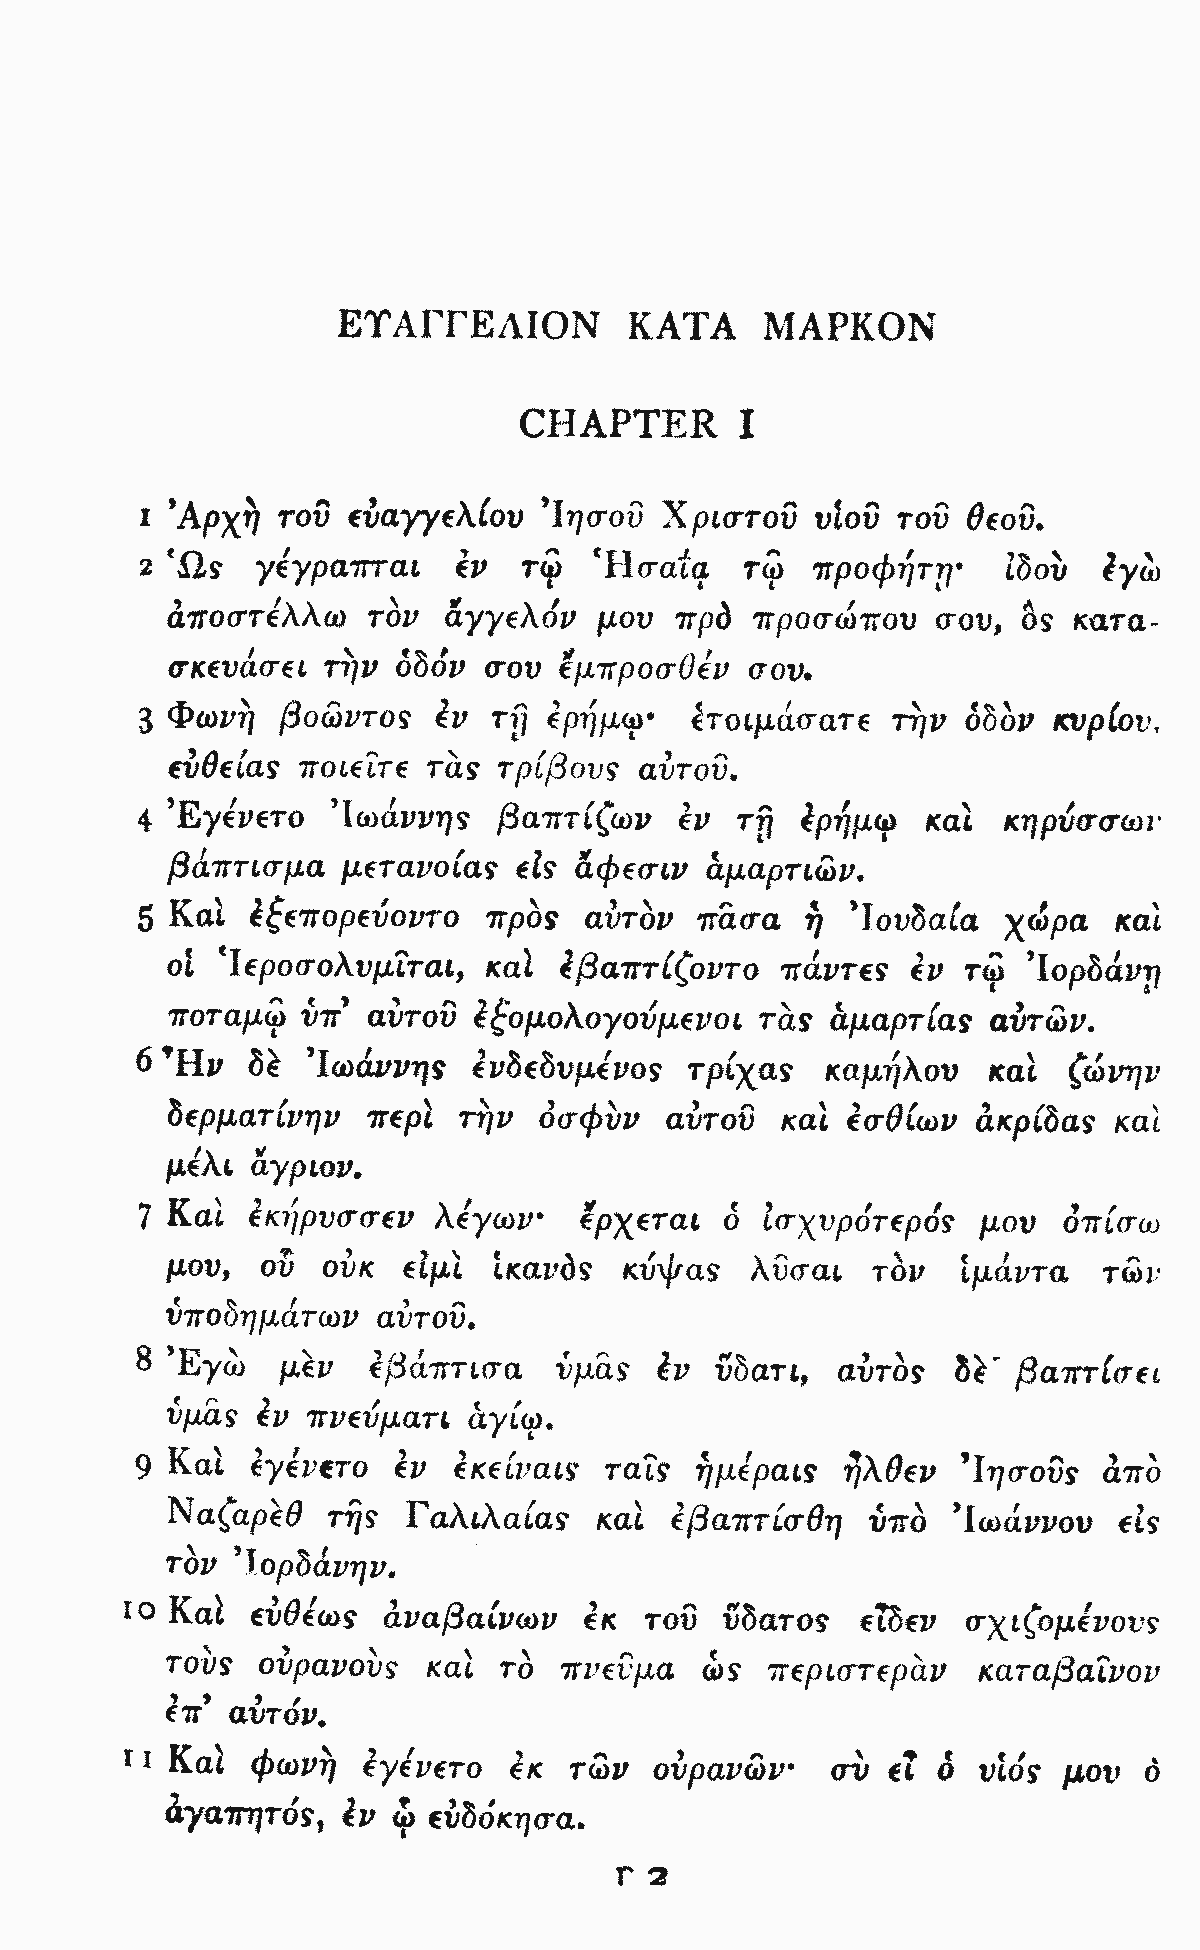 ΕΥΑΓΓΕΛΙΟΝ ΚΑΤΑ ΜΑΡΚΟΝ
CHAPTER I
1 Ἀρχὴ τοῦ εὐαγγελίου Ἰησοῦ Χριστοῦ υἱοῦ τοῦ θεοῦ.
2 Ὡς γέγραπται ἐν τῷ Ἡσαΐᾳ τῷ προφήτῃ· ἰδοὺ ἐγὼ
ἀποστέλλω τὸν ἄγγελόν μου πρὸ προσώπου σου, ὃς κατα-
σκευάσει τὴν ὁδόν σου ἔμπροσθέν σου.
3 Φωνὴ βοῶντος ἐν τῇ ἐρήμῳ· ἑτοιμάσατε τὴν ὁδὸν κυρίου,
εὐθείας ποιεῖτε τὰς τρίβους αὐτοῦ.
4 Ἐγένετο Ἰωάννης βαπτίζων ἐν τῇ ἐρήμῳ καὶ κηρύσσων
βάπτισμα μετανοίας εἰς ἄφεσιν ἁμαρτιῶν.
5 Καὶ ἐξεπορεύοντο πρὸς αὐτὸν πᾶσα ἡ Ἰουδαία χώρα καὶ
οἱ Ἱεροσολυμῖται, καὶ ἐβαπτίζοντο πάντες ἐν τῷ Ἰορδάνῃ
ποταμῷ ὑπ’ αὐτοῦ ἐξομολογούμενοι τὰς ἁμαρτίας αὐτῶν.
6 Ἦν δὲ Ἰωάννης ἐνδεδυμένος τρίχας καμήλου καὶ ζώνην
δερματίνην περὶ τὴν ὀσφὺν αὐτοῦ καὶ ἐσθίων ἀκρίδας καὶ
μέλι ἄγριον.
7 Καὶ ἐκήρυσσεν λέγων· ἔρχεται ὁ ἰσχυρότερός μου ὀπίσω
μου, οὗ οὐκ εἰμὶ ἱκανὸς κύψας λῦσαι τὸν ἱμάντα τῶν
ὑποδημάτων αὐτοῦ.
8 Ἐγὼ μὲν ἐβάπτισα ὑμᾶς ἐν ὕδατι, αὐτὸς δὲ βαπτίσει
ὑμᾶς ἐν πνεύματι ἁγίῳ.
9 Καὶ ἐγένετο ἐν ἐκείναις ταῖς ἡμέραις ἦλθεν Ἰησοῦς ἀπὸ
Ναζαρὲθ τῆς Γαλιλαίας καὶ ἐβαπτίσθη ὑπὸ Ἰωάννου εἰς
τὸν Ἰορδάνην.
10 Καὶ εὐθέως ἀναβαίνων ἐκ τοῦ ὕδατος εἶδεν σχιζομένους
τοὺς οὐρανοὺς καὶ τὸ πνεῦμα ὡς περιστερὰν καταβαῖνον
ἐπ’ αὐτόν.
11 Καὶ φωνὴ ἐγένετο ἐκ τῶν οὐρανῶν· σὺ εἶ ὁ υἱός μου ὁ
ἀγαπητός, ἐν ᾧ εὐδόκησα.
Γ 2